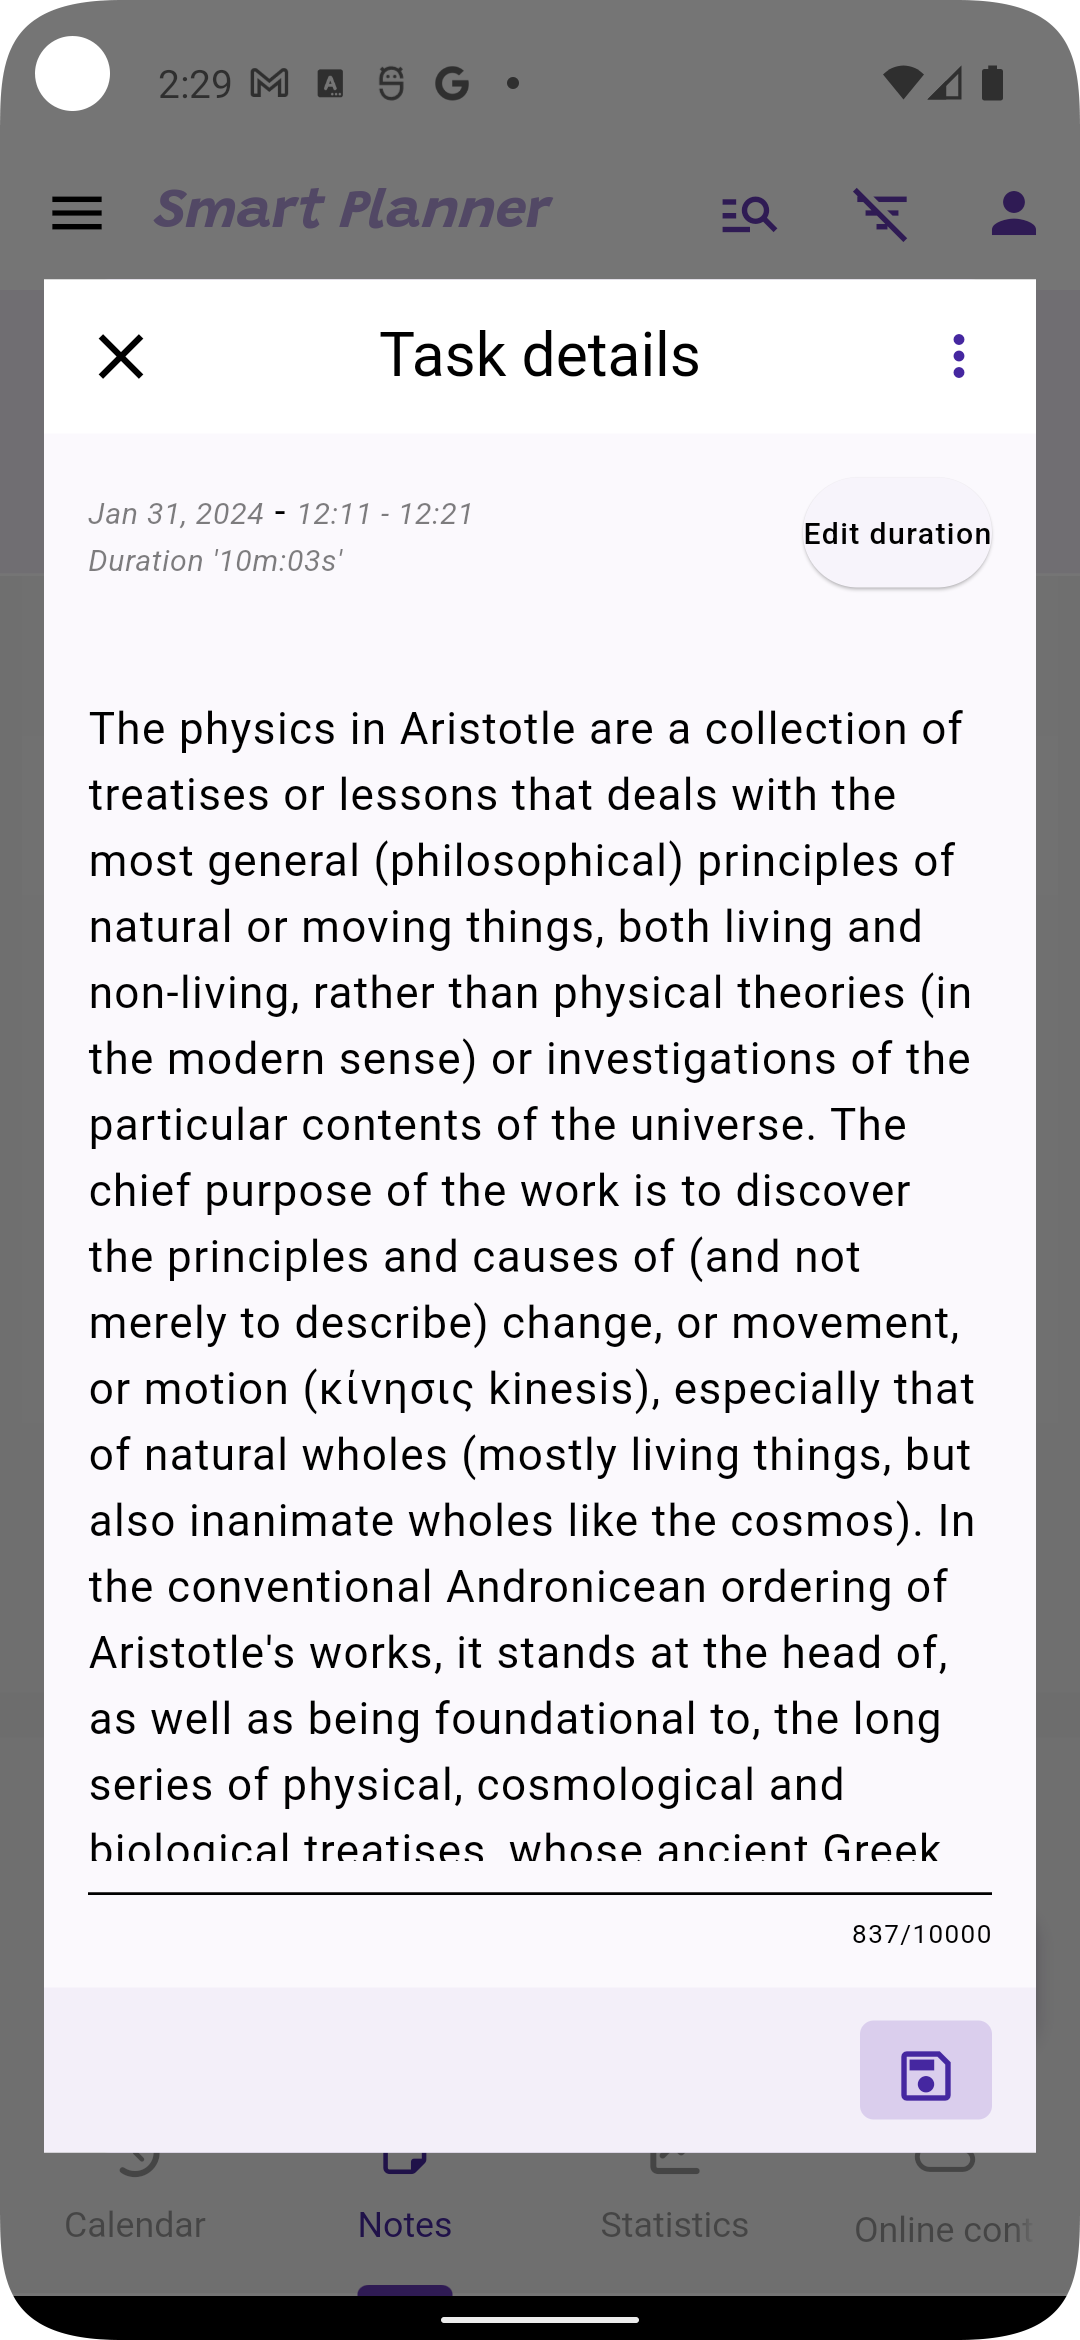 2:29
Smart Planner
Task details
Jan 31, 2024 - 12:11 - 12:21
Duration '10m:03s'
Edit duration
The physics in Aristotle are a collection of
treatises or lessons that deals with the
most general (philosophical) principles of
natural or moving things, both living and
non-living, rather than physical theories (in
the modern sense) or investigations of the
particular contents of the universe. The
chief purpose of the work is to discover
the principles and causes of (and not
merely to describe) change, or movement,
or motion (κίνησις kinesis), especially that
of natural wholes (mostly living things, but
also inanimate wholes like the cosmos). In
the conventional Andronicean ordering of
Aristotle's works, it stands at the head of,
as well as being foundational to, the long
series of physical, cosmological and
biological treatises, whose ancient Greek
837/10000
Calendar
Notes
Statistics
Online cont